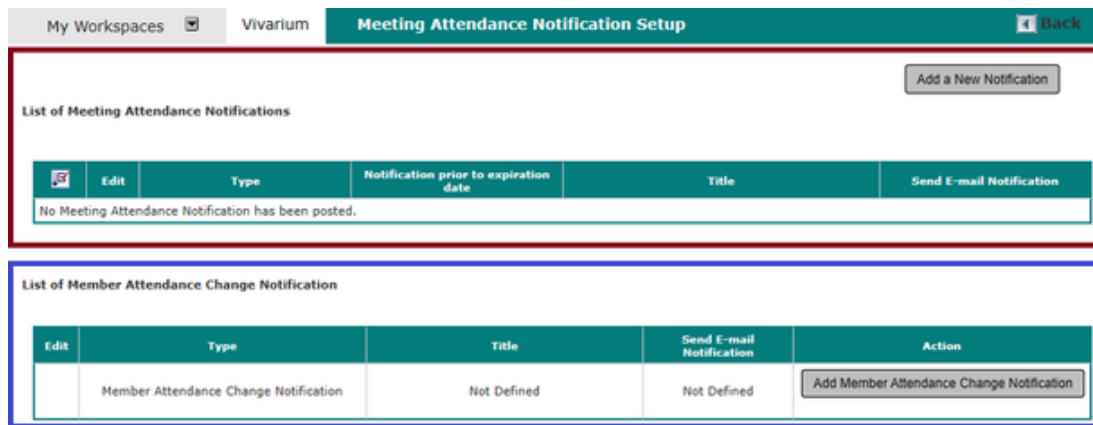 My Workspaces Vivarium Meeting Attendance Notification Setup Back
Add a New Notification
List of Meeting Attendance Notifications
Edit Type Notification prior to expiration date Title Send E-mail Notification
No Meeting Attendance Notification has been posted.
List of Member Attendance Change Notification
Edit Type Title Send E-mail Notification Action
Member Attendance Change Notification Not Defined Not Defined Add Member Attendance Change Notification